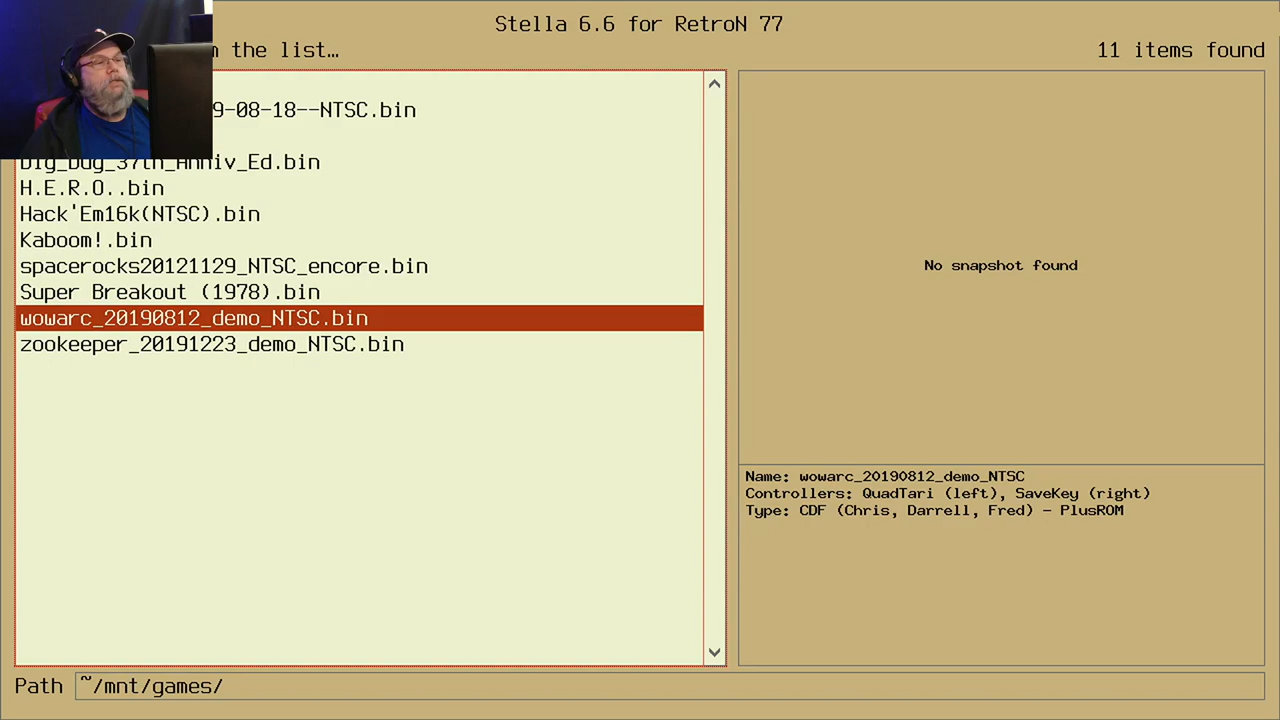 Stella 6.6 for RetroN 77
m the list…
11 items found
9-08-18--NTSC.bin
Dig_Dug_37th_Anniv_Ed.bin
H.E.R.O..bin
Hack'Em16k(NTSC).bin
Kaboom!.bin
spacerocks20121129_NTSC_encore.bin
Super Breakout (1978).bin
wowarc_20190812_demo_NTSC.bin
zookeeper_20191223_demo_NTSC.bin
No snapshot found
Name: wowarc_20190812_demo_NTSC
Controllers: QuadTari (left), SaveKey (right)
Type: CDF (Chris, Darrell, Fred) - PlusROM
Path ~/mnt/games/